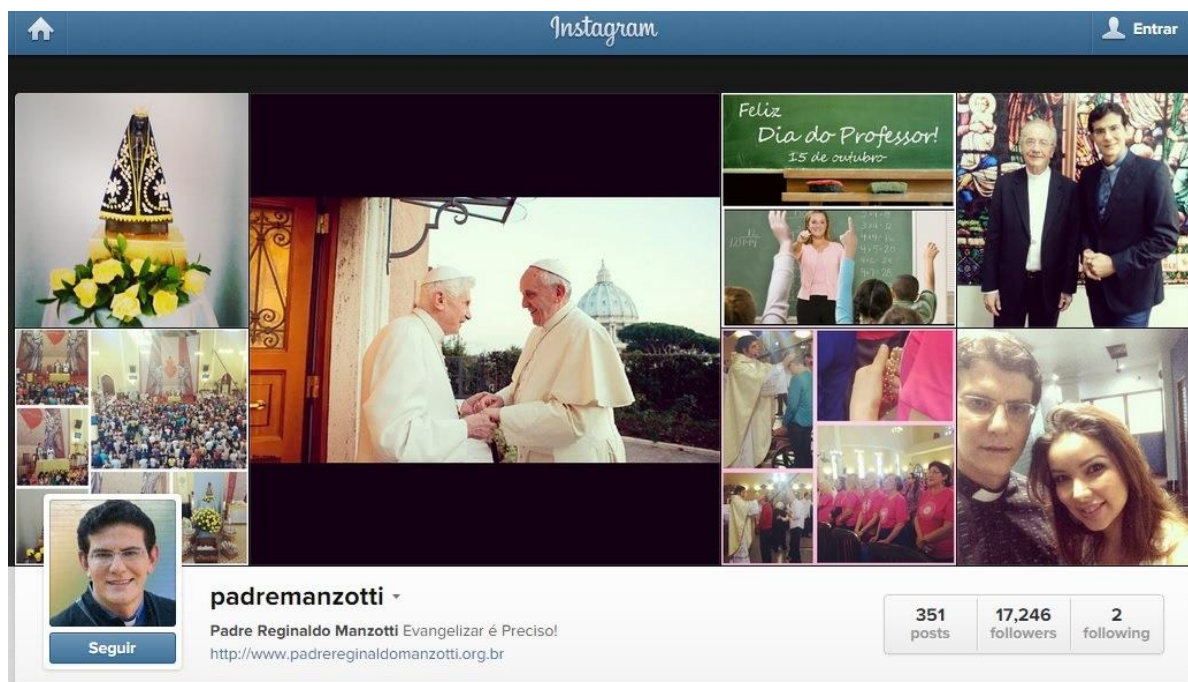 Instagram
Entrar
Feliz
Dia do Professor!
15 de outubro
padremanzotti
Padre Reginaldo Manzotti Evangelizar é Preciso!
http://www.padrereginaldomanzotti.org.br
Seguir
351
posts
17,246
followers
2
following